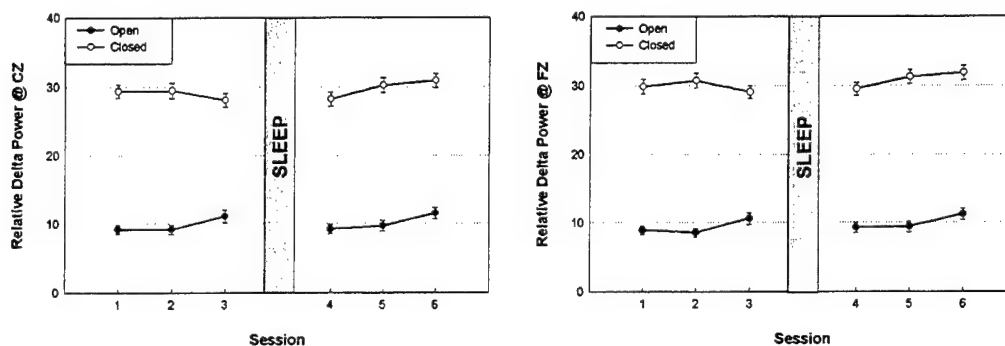 Relative Delta Power @ CZ
40
30
20
10
0
Open
Closed
SLEEP
1 2 3 4 5 6
Session
Relative Delta Power @ FZ
40
30
20
10
0
Open
Closed
SLEEP
1 2 3 4 5 6
Session